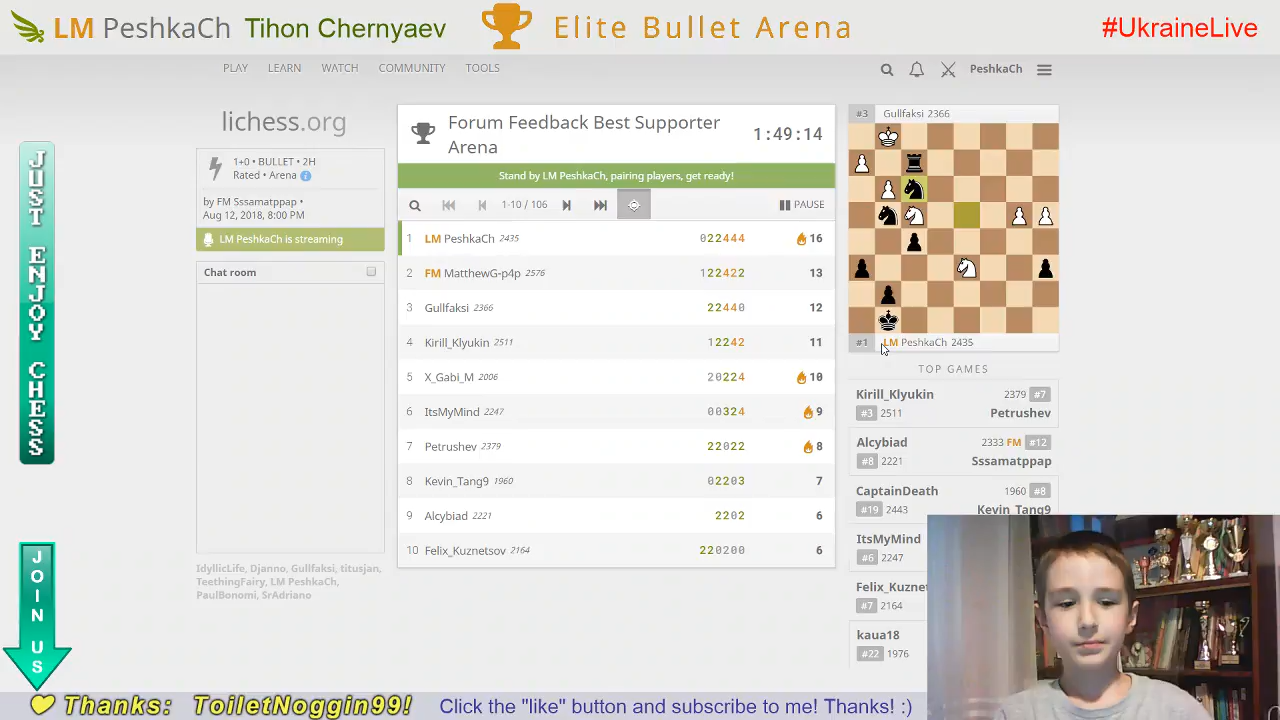 LM PeshkaCh Tihon Chernyaev
Elite Bullet Arena
#UkraineLive
PLAY LEARN WATCH COMMUNITY TOOLS
PeshkaCh
JUST ENJOY CHESS
JOIN US
lichess.org
1+0 • BULLET • 2H
Rated • Arena
by FM Sssamatppap
Aug 12, 2018, 8:00 PM
LM PeshkaCh is streaming
Chat room
IdyllicLife, Djanno, Gullfaksi, titusjan,
TeethingFairy, LM PeshkaCh,
PaulBonomi, SrAdriano
Forum Feedback Best Supporter
Arena
1:49:14
Stand by LM PeshkaCh, pairing players, get ready!
1-10 / 106 PAUSE
1 LM PeshkaCh 2435 022444 16
2 FM MatthewG-p4p 2576 122422 13
3 Gullfaksi 2366 22440 12
4 Kirill_Klyukin 2511 12242 11
5 X_Gabi_M 2006 20224 10
6 ItsMyMind 2247 00324 9
7 Petrushev 2379 22022 8
8 Kevin_Tang9 1960 02203 7
9 Alcybiad 2221 2202 6
10 Felix_Kuznetsov 2164 220200 6
#3 Gullfaksi 2366
#1 LM PeshkaCh 2435
TOP GAMES
Kirill_Klyukin 2379 #7
#3 2511 Petrushev
Alcybiad 2333 FM #12
#8 2221 Sssamatppap
CaptainDeath 1960 #8
#19 2443 Kevin_Tang9
ItsMyMind
#6 2247
Felix_Kuznet
#7 2164
kaua18
#22 1976
Thanks: ToiletNoggin99!
Click the "like" button and subscribe to me! Thanks! :)